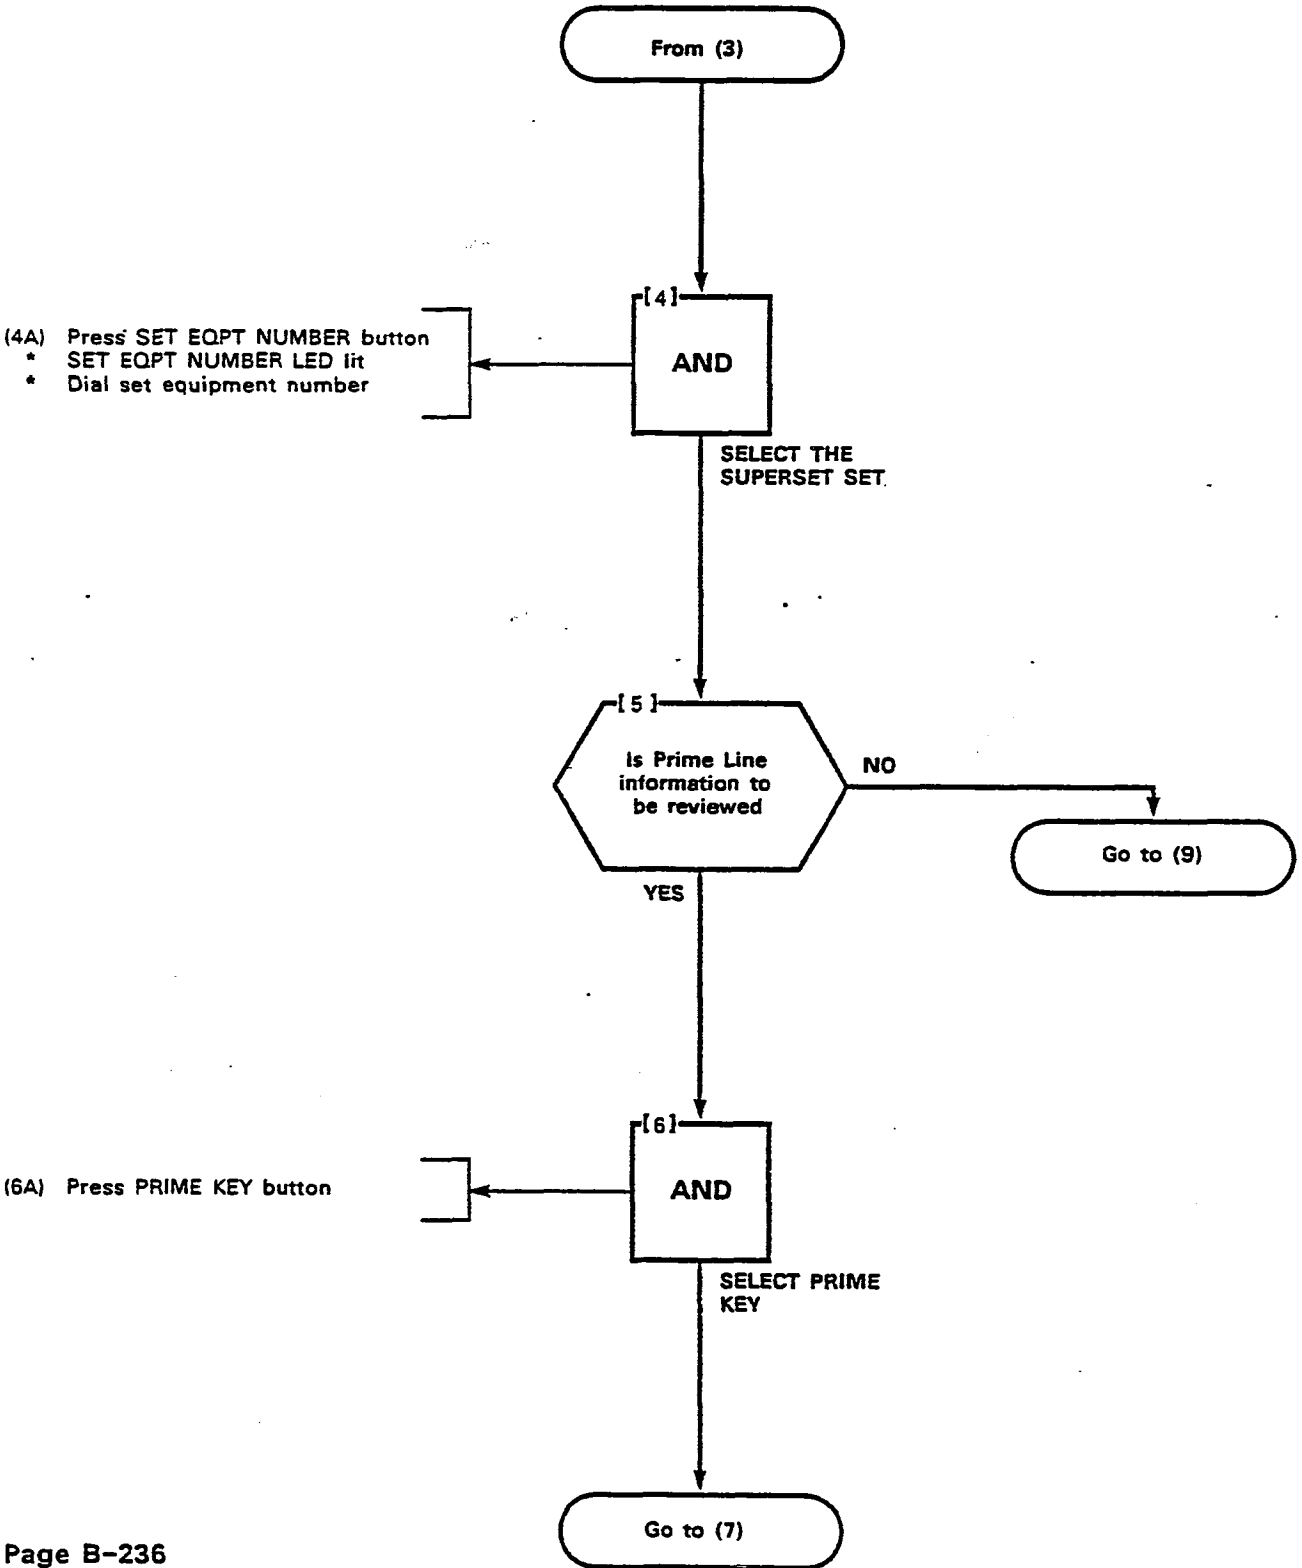 From (3)
[4]
(4A) Press SET EQPT NUMBER button
* SET EQPT NUMBER LED lit
* Dial set equipment number
AND
SELECT THE
SUPERSET SET
[5]
Is Prime Line
information to
be reviewed
NO
Go to (9)
YES
[6]
(6A) Press PRIME KEY button
AND
SELECT PRIME
KEY
Go to (7)
Page B-236